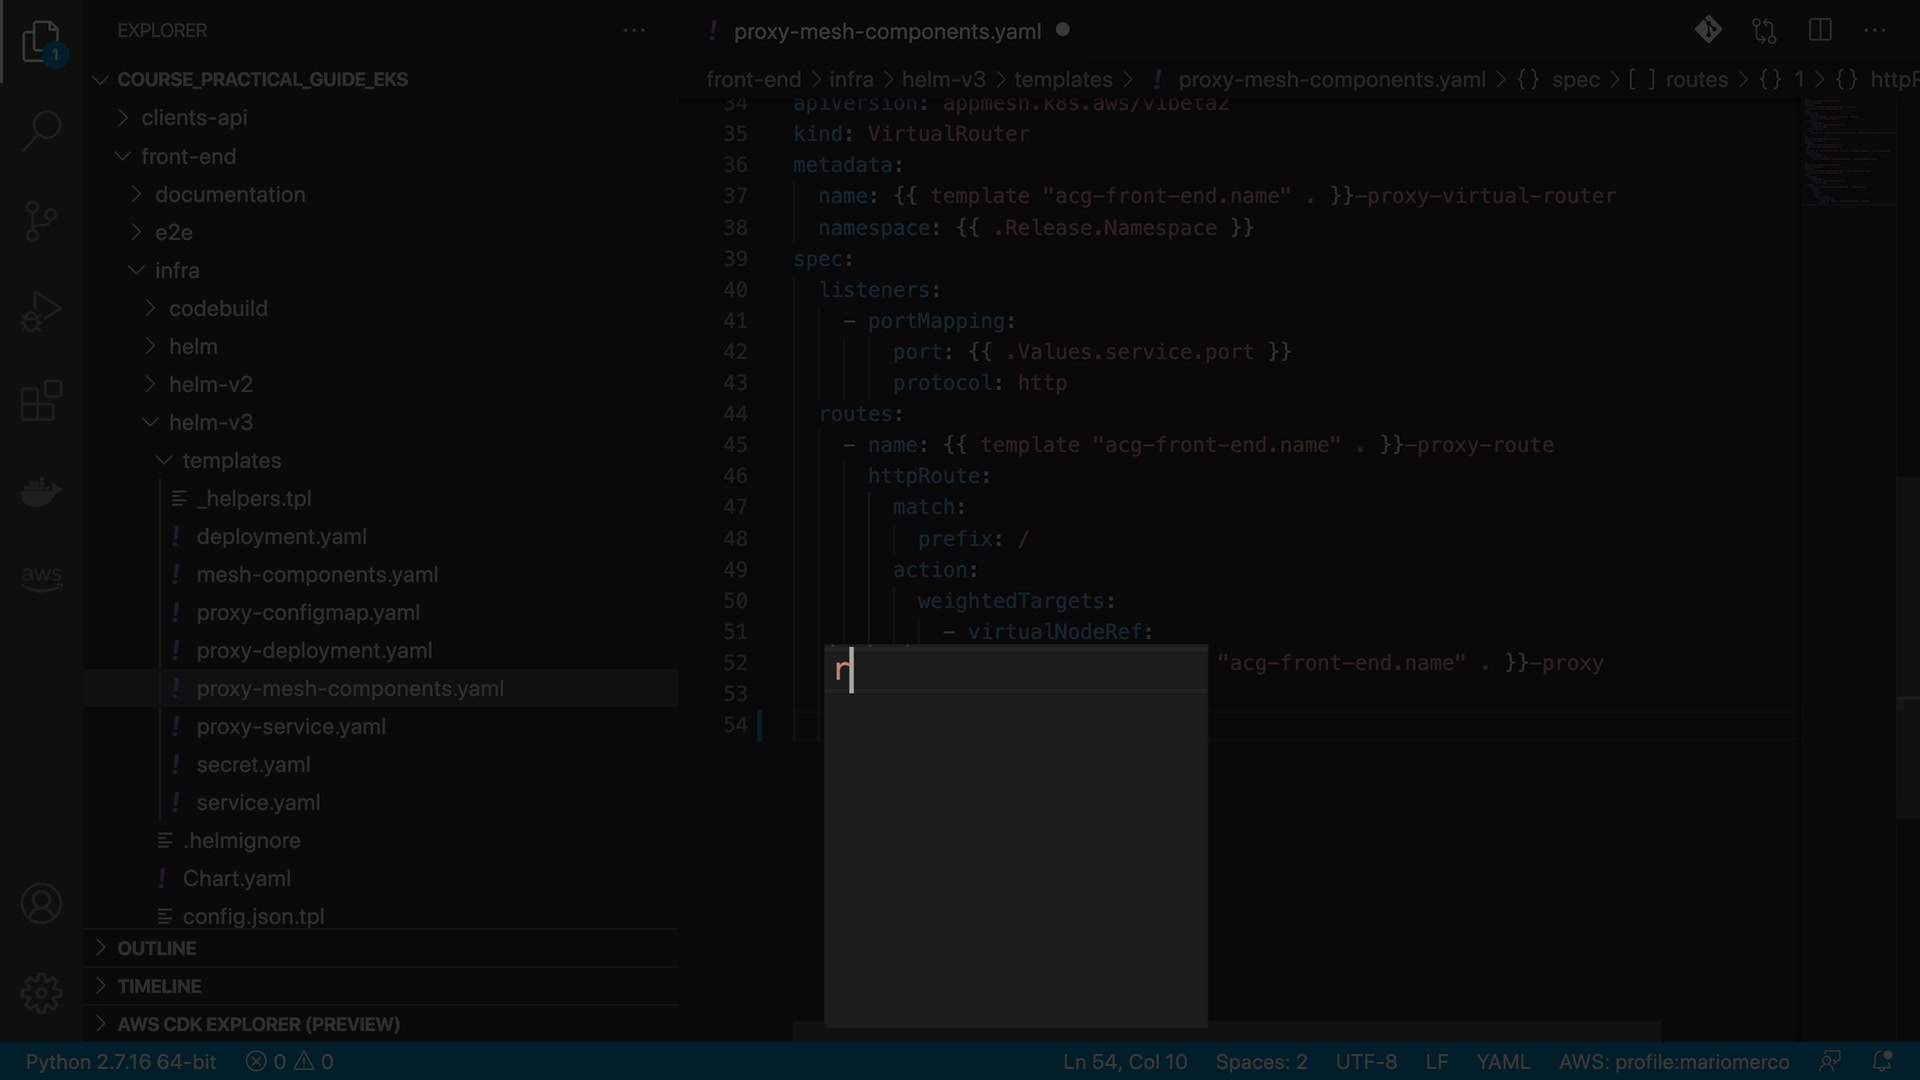 EXPLORER
1
COURSE_PRACTICAL_GUIDE_EKS
clients-api
front-end
documentation
e2e
infra
codebuild
helm
helm-v2
helm-v3
templates
_helpers.tpl
! deployment.yaml
! mesh-components.yaml
! proxy-configmap.yaml
! proxy-deployment.yaml
! proxy-mesh-components.yaml
! proxy-service.yaml
! secret.yaml
! service.yaml
.helmignore
! Chart.yaml
config.json.tpl
OUTLINE
TIMELINE
AWS CDK EXPLORER (PREVIEW)
aws
! proxy-mesh-components.yaml
front-end > infra > helm-v3 > templates > ! proxy-mesh-components.yaml > {} spec > [ ] routes > {} 1 > {} httpR
34 apiVersion: appmesh.k8s.aws/v1beta2
35 kind: VirtualRouter
36 metadata:
37 name: {{ template "acg-front-end.name" . }}-proxy-virtual-router
38 namespace: {{ .Release.Namespace }}
39 spec:
40 listeners:
41 - portMapping:
42 port: {{ .Values.service.port }}
43 protocol: http
44 routes:
45 - name: {{ template "acg-front-end.name" . }}-proxy-route
46 httpRoute:
47 match:
48 prefix: /
49 action:
50 weightedTargets:
51 - virtualNodeRef:
52 "acg-front-end.name" . }}-proxy
53
54
r
Python 2.7.16 64-bit 0 0 Ln 54, Col 10 Spaces: 2 UTF-8 LF YAML AWS: profile:mariomerco